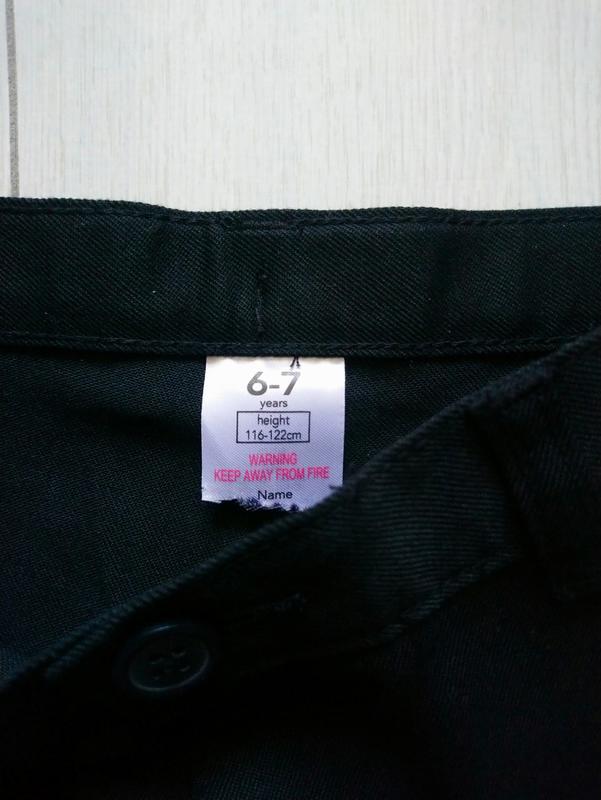 6-7
years
height
116-122cm
WARNING
KEEP AWAY FROM FIRE
Name